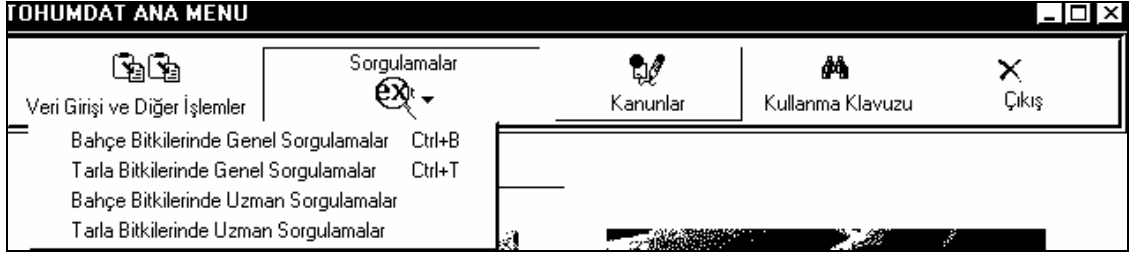 TOHUMDAT ANA MENU
Veri Girişi ve Diğer İşlemler
Sorgulamalar
Kanunlar
Kullanma Klavuzu
Çıkış
Bahçe Bitkilerinde Genel Sorgulamalar Ctrl+B
Tarla Bitkilerinde Genel Sorgulamalar Ctrl+T
Bahçe Bitkilerinde Uzman Sorgulamalar
Tarla Bitkilerinde Uzman Sorgulamalar